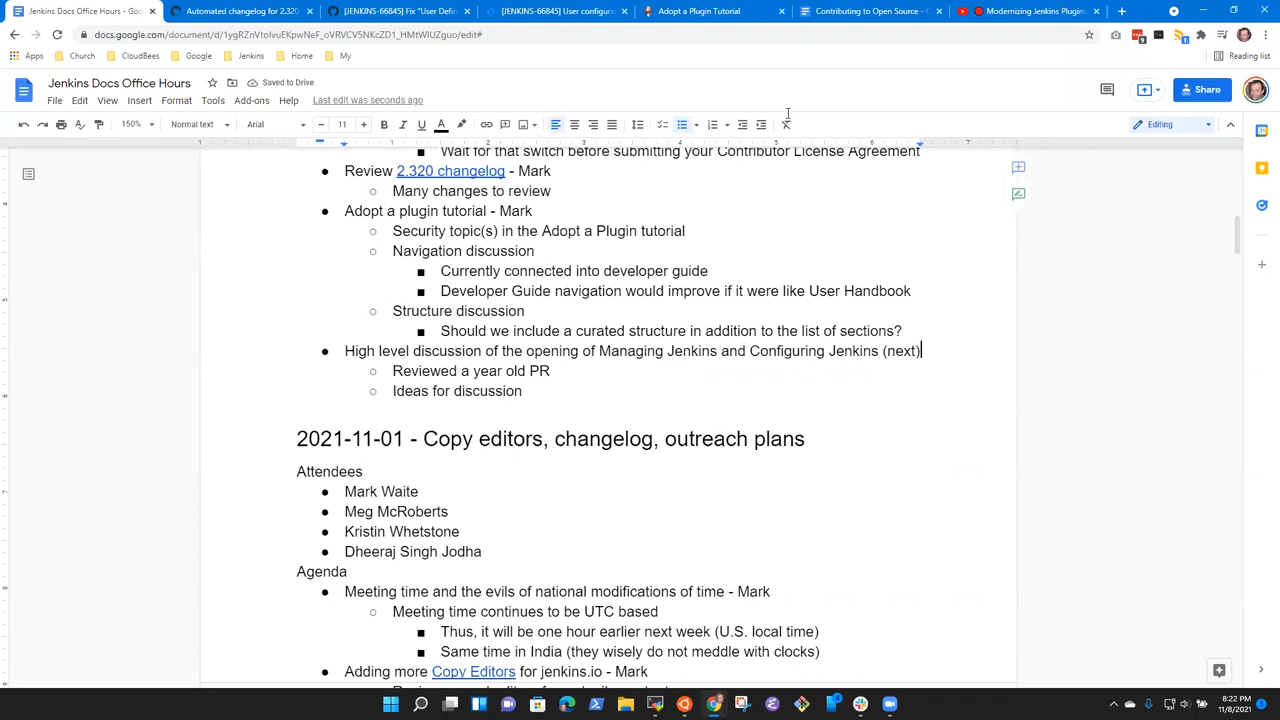 Jenkins Docs Office Hours - Goo
Automated changelog for 2.320
[JENKINS-66845] Fix "User Defin
[JENKINS-66845] User configura
Adopt a Plugin Tutorial
Contributing to Open Source - C
Modernizing Jenkins Plugin
docs.google.com/document/d/1ygRZnVtoIvuEKpwNeF_oVRVCV5NKcZD1_HMtWIUZguo/edit#
Apps Church CloudBees Google Jenkins Home My Reading list
Jenkins Docs Office Hours
Saved to Drive
File Edit View Insert Format Tools Add-ons Help Last edit was seconds ago
Share
150% Normal text Arial 11 Editing
Wait for that switch before submitting your Contributor License Agreement
● Review 2.320 changelog - Mark
○ Many changes to review
● Adopt a plugin tutorial - Mark
○ Security topic(s) in the Adopt a Plugin tutorial
○ Navigation discussion
■ Currently connected into developer guide
■ Developer Guide navigation would improve if it were like User Handbook
○ Structure discussion
■ Should we include a curated structure in addition to the list of sections?
● High level discussion of the opening of Managing Jenkins and Configuring Jenkins (next)
○ Reviewed a year old PR
○ Ideas for discussion
2021-11-01 - Copy editors, changelog, outreach plans
Attendees
● Mark Waite
● Meg McRoberts
● Kristin Whetstone
● Dheeraj Singh Jodha
Agenda
● Meeting time and the evils of national modifications of time - Mark
○ Meeting time continues to be UTC based
■ Thus, it will be one hour earlier next week (U.S. local time)
■ Same time in India (they wisely do not meddle with clocks)
● Adding more Copy Editors for jenkins.io - Mark
8:22 PM
11/8/2021